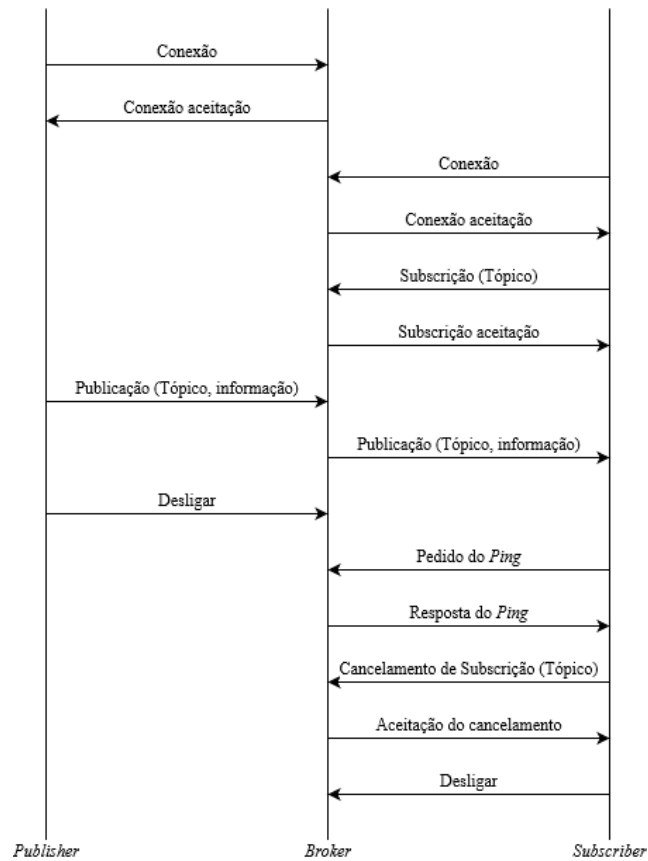 Conexão
Conexão aceitação
Conexão
Conexão aceitação
Subscrição (Tópico)
Subscrição aceitação
Publicação (Tópico, informação)
Publicação (Tópico, informação)
Desligar
Pedido do Ping
Resposta do Ping
Cancelamento de Subscrição (Tópico)
Aceitação do cancelamento
Desligar
Publisher Broker Subscriber